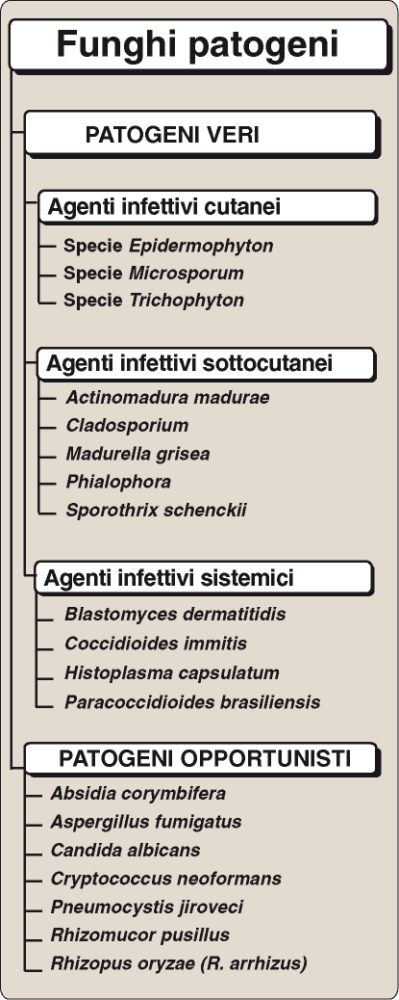 Funghi patogeni
PATOGENI VERI
Agenti infettivi cutanei
Specie Epidermophyton
Specie Microsporum
Specie Trichophyton
Agenti infettivi sottocutanei
Actinomadura madurae
Cladosporium
Madurella grisea
Phialophora
Sporothrix schenckii
Agenti infettivi sistemici
Blastomyces dermatitidis
Coccidioides immitis
Histoplasma capsulatum
Paracoccidioides brasiliensis
PATOGENI OPPORTUNISTI
Absidia corymbifera
Aspergillus fumigatus
Candida albicans
Cryptococcus neoformans
Pneumocystis jiroveci
Rhizomucor pusillus
Rhizopus oryzae (R. arrhizus)